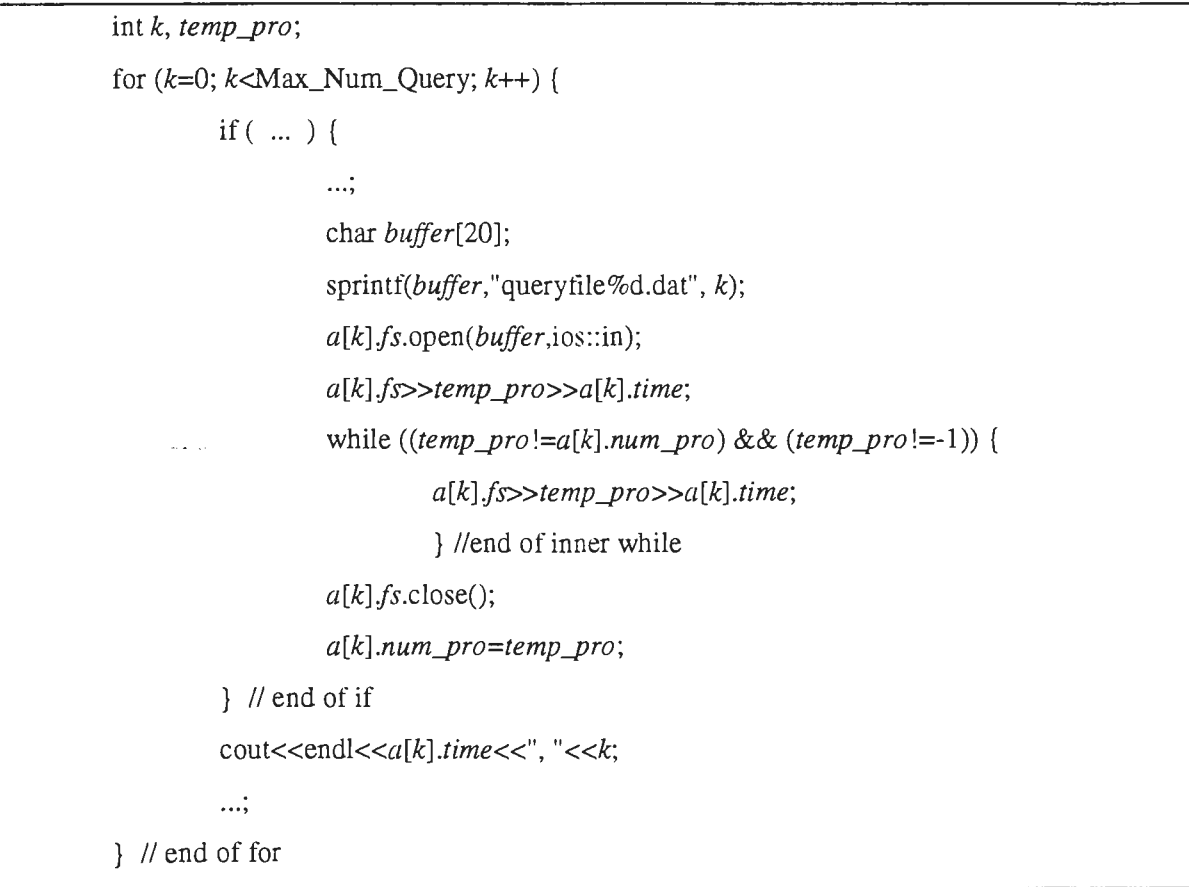 int k, temp_pro;
for (k=0; k<Max_Num_Query; k++) {
if ( ... ) {
...;
char buffer[20];
sprintf(buffer,"queryfile%d.dat", k);
a[k].fs.open(buffer,ios::in);
a[k].fs>>temp_pro>>a[k].time;
while ((temp_pro!=a[k].num_pro) && (temp_pro!=-1)) {
a[k].fs>>temp_pro>>a[k].time;
} //end of inner while
a[k].fs.close();
a[k].num_pro=temp_pro;
} // end of if
cout<<endl<<a[k].time<<", "<<k;
...;
} // end of for